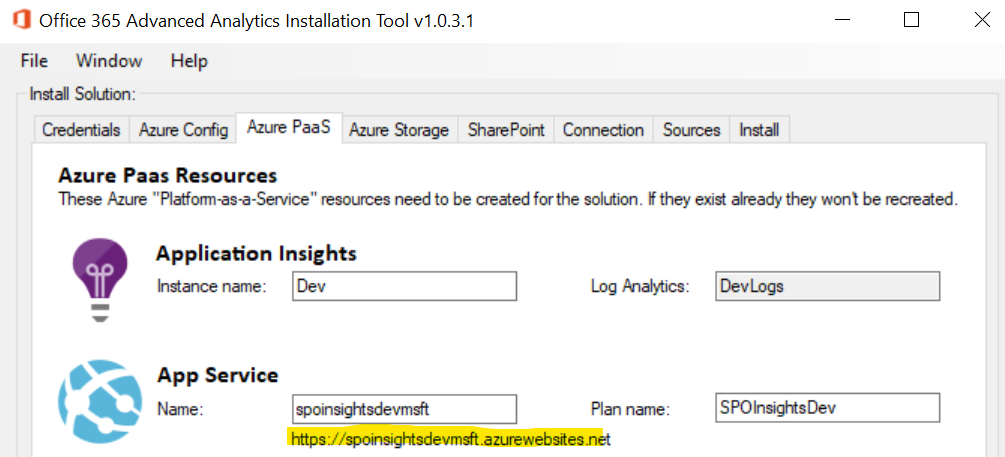 Office 365 Advanced Analytics Installation Tool v1.0.3.1
File Window Help
Install Solution:
Credentials Azure Config Azure PaaS Azure Storage SharePoint Connection Sources Install
Azure Paas Resources
These Azure "Platform-as-a-Service" resources need to be created for the solution. If they exist already they won't be recreated.
Application Insights
Instance name: Dev Log Analytics: DevLogs
App Service
Name: spoinsightsdevmsft Plan name: SPOInsightsDev
https://spoinsightsdevmsft.azurewebsites.net